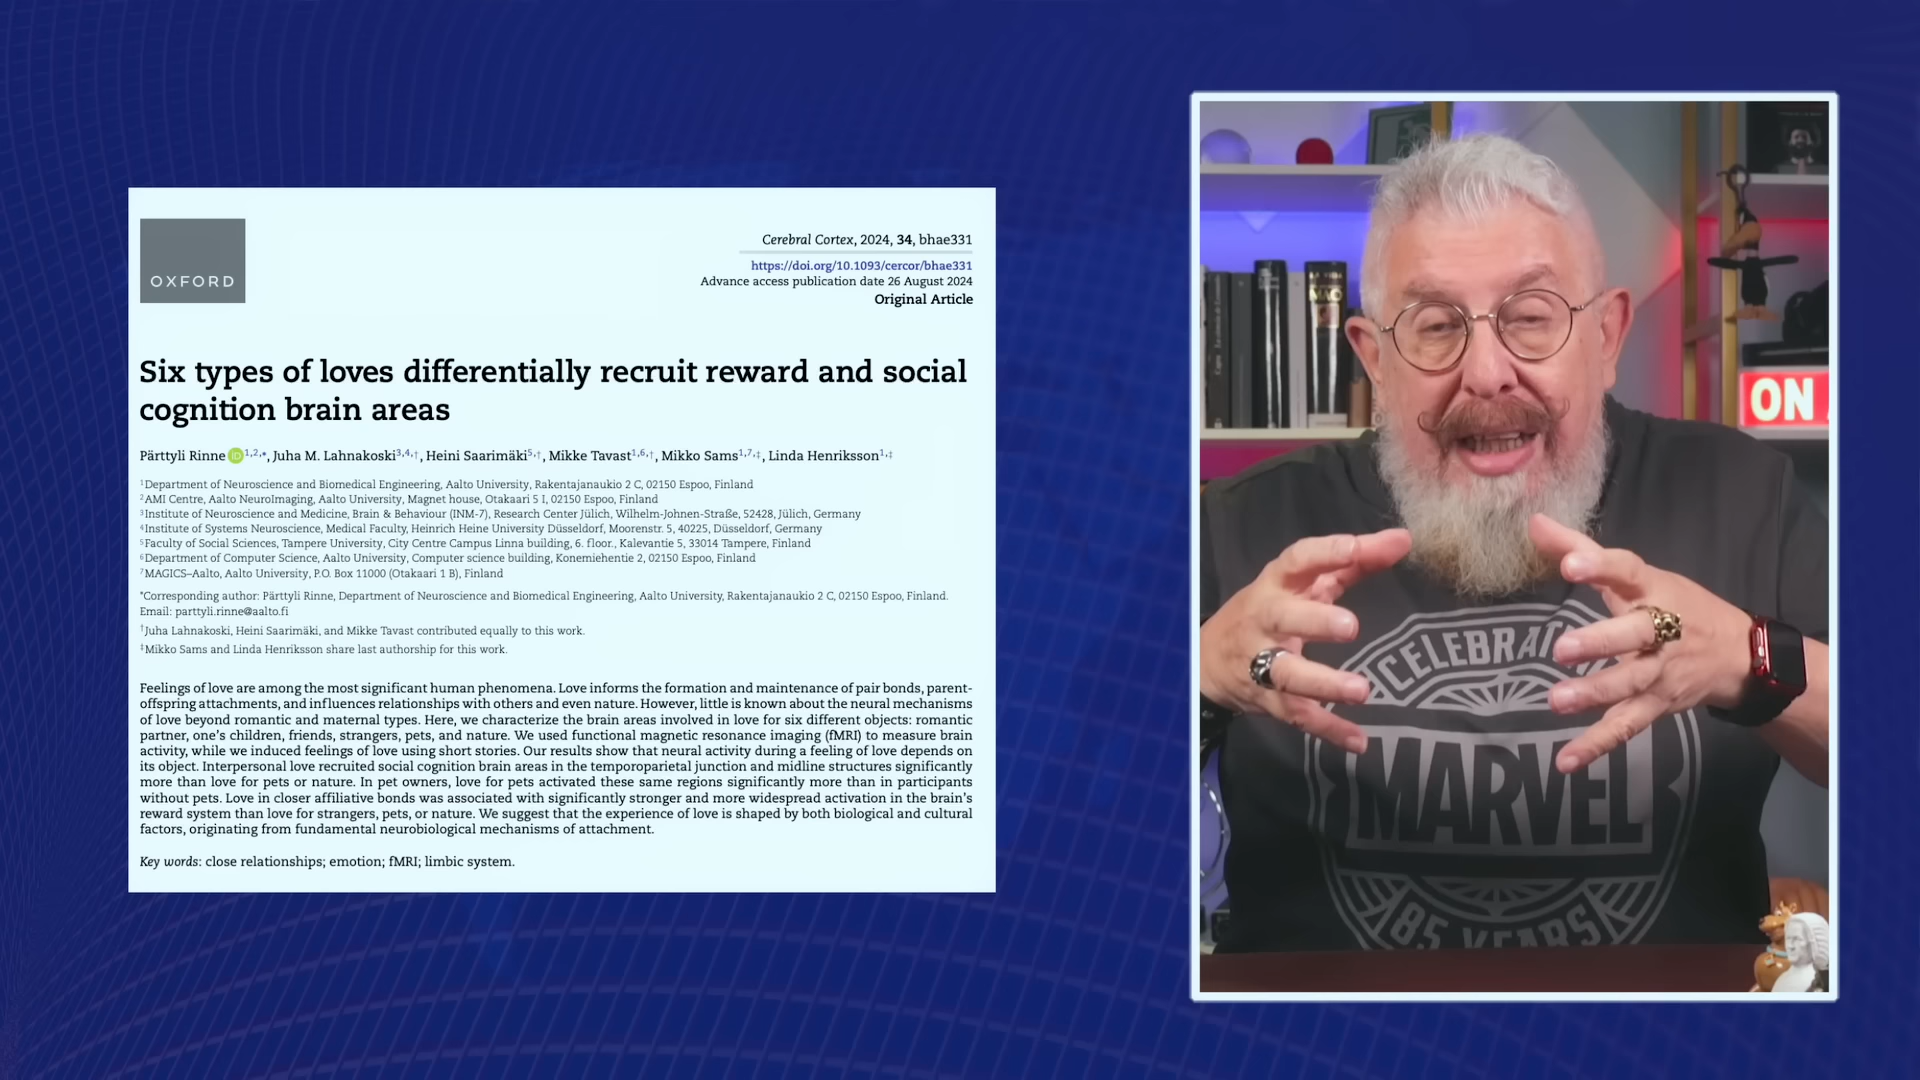 OXFORD
Cerebral Cortex, 2024, 34, bhae331
https://doi.org/10.1093/cercor/bhae331
Advance access publication date 26 August 2024
Original Article
Six types of loves differentially recruit reward and social
cognition brain areas
Pärttyli Rinne iD 1,2,*, Juha M. Lahnakoski3,4,†, Heini Saarimäki5,†, Mikke Tavast1,6,†, Mikko Sams1,7,‡, Linda Henriksson1,‡
1Department of Neuroscience and Biomedical Engineering, Aalto University, Rakentajanaukio 2 C, 02150 Espoo, Finland
2AMI Centre, Aalto NeuroImaging, Aalto University, Magnet house, Otakaari 5 I, 02150 Espoo, Finland
3Institute of Neuroscience and Medicine, Brain & Behaviour (INM-7), Research Center Jülich, Wilhelm-Johnen-Straße, 52428, Jülich, Germany
4Institute of Systems Neuroscience, Medical Faculty, Heinrich Heine University Düsseldorf, Moorenstr. 5, 40225, Düsseldorf, Germany
5Faculty of Social Sciences, Tampere University, City Centre Campus Linna building, 6. floor., Kalevantie 5, 33014 Tampere, Finland
6Department of Computer Science, Aalto University, Computer science building, Konemiehentie 2, 02150 Espoo, Finland
7MAGICS–Aalto, Aalto University, P.O. Box 11000 (Otakaari 1 B), Finland
*Corresponding author: Pärttyli Rinne, Department of Neuroscience and Biomedical Engineering, Aalto University, Rakentajanaukio 2 C, 02150 Espoo, Finland.
Email: parttyli.rinne@aalto.fi
†Juha Lahnakoski, Heini Saarimäki, and Mikke Tavast contributed equally to this work.
‡Mikko Sams and Linda Henriksson share last authorship for this work.
Feelings of love are among the most significant human phenomena. Love informs the formation and maintenance of pair bonds, parent-
offspring attachments, and influences relationships with others and even nature. However, little is known about the neural mechanisms
of love beyond romantic and maternal types. Here, we characterize the brain areas involved in love for six different objects: romantic
partner, one's children, friends, strangers, pets, and nature. We used functional magnetic resonance imaging (fMRI) to measure brain
activity, while we induced feelings of love using short stories. Our results show that neural activity during a feeling of love depends on
its object. Interpersonal love recruited social cognition brain areas in the temporoparietal junction and midline structures significantly
more than love for pets or nature. In pet owners, love for pets activated these same regions significantly more than in participants
without pets. Love in closer affiliative bonds was associated with significantly stronger and more widespread activation in the brain's
reward system than love for strangers, pets, or nature. We suggest that the experience of love is shaped by both biological and cultural
factors, originating from fundamental neurobiological mechanisms of attachment.
Key words: close relationships; emotion; fMRI; limbic system.
MAO
ON
CELEBRATING
MARVEL
85 YEARS